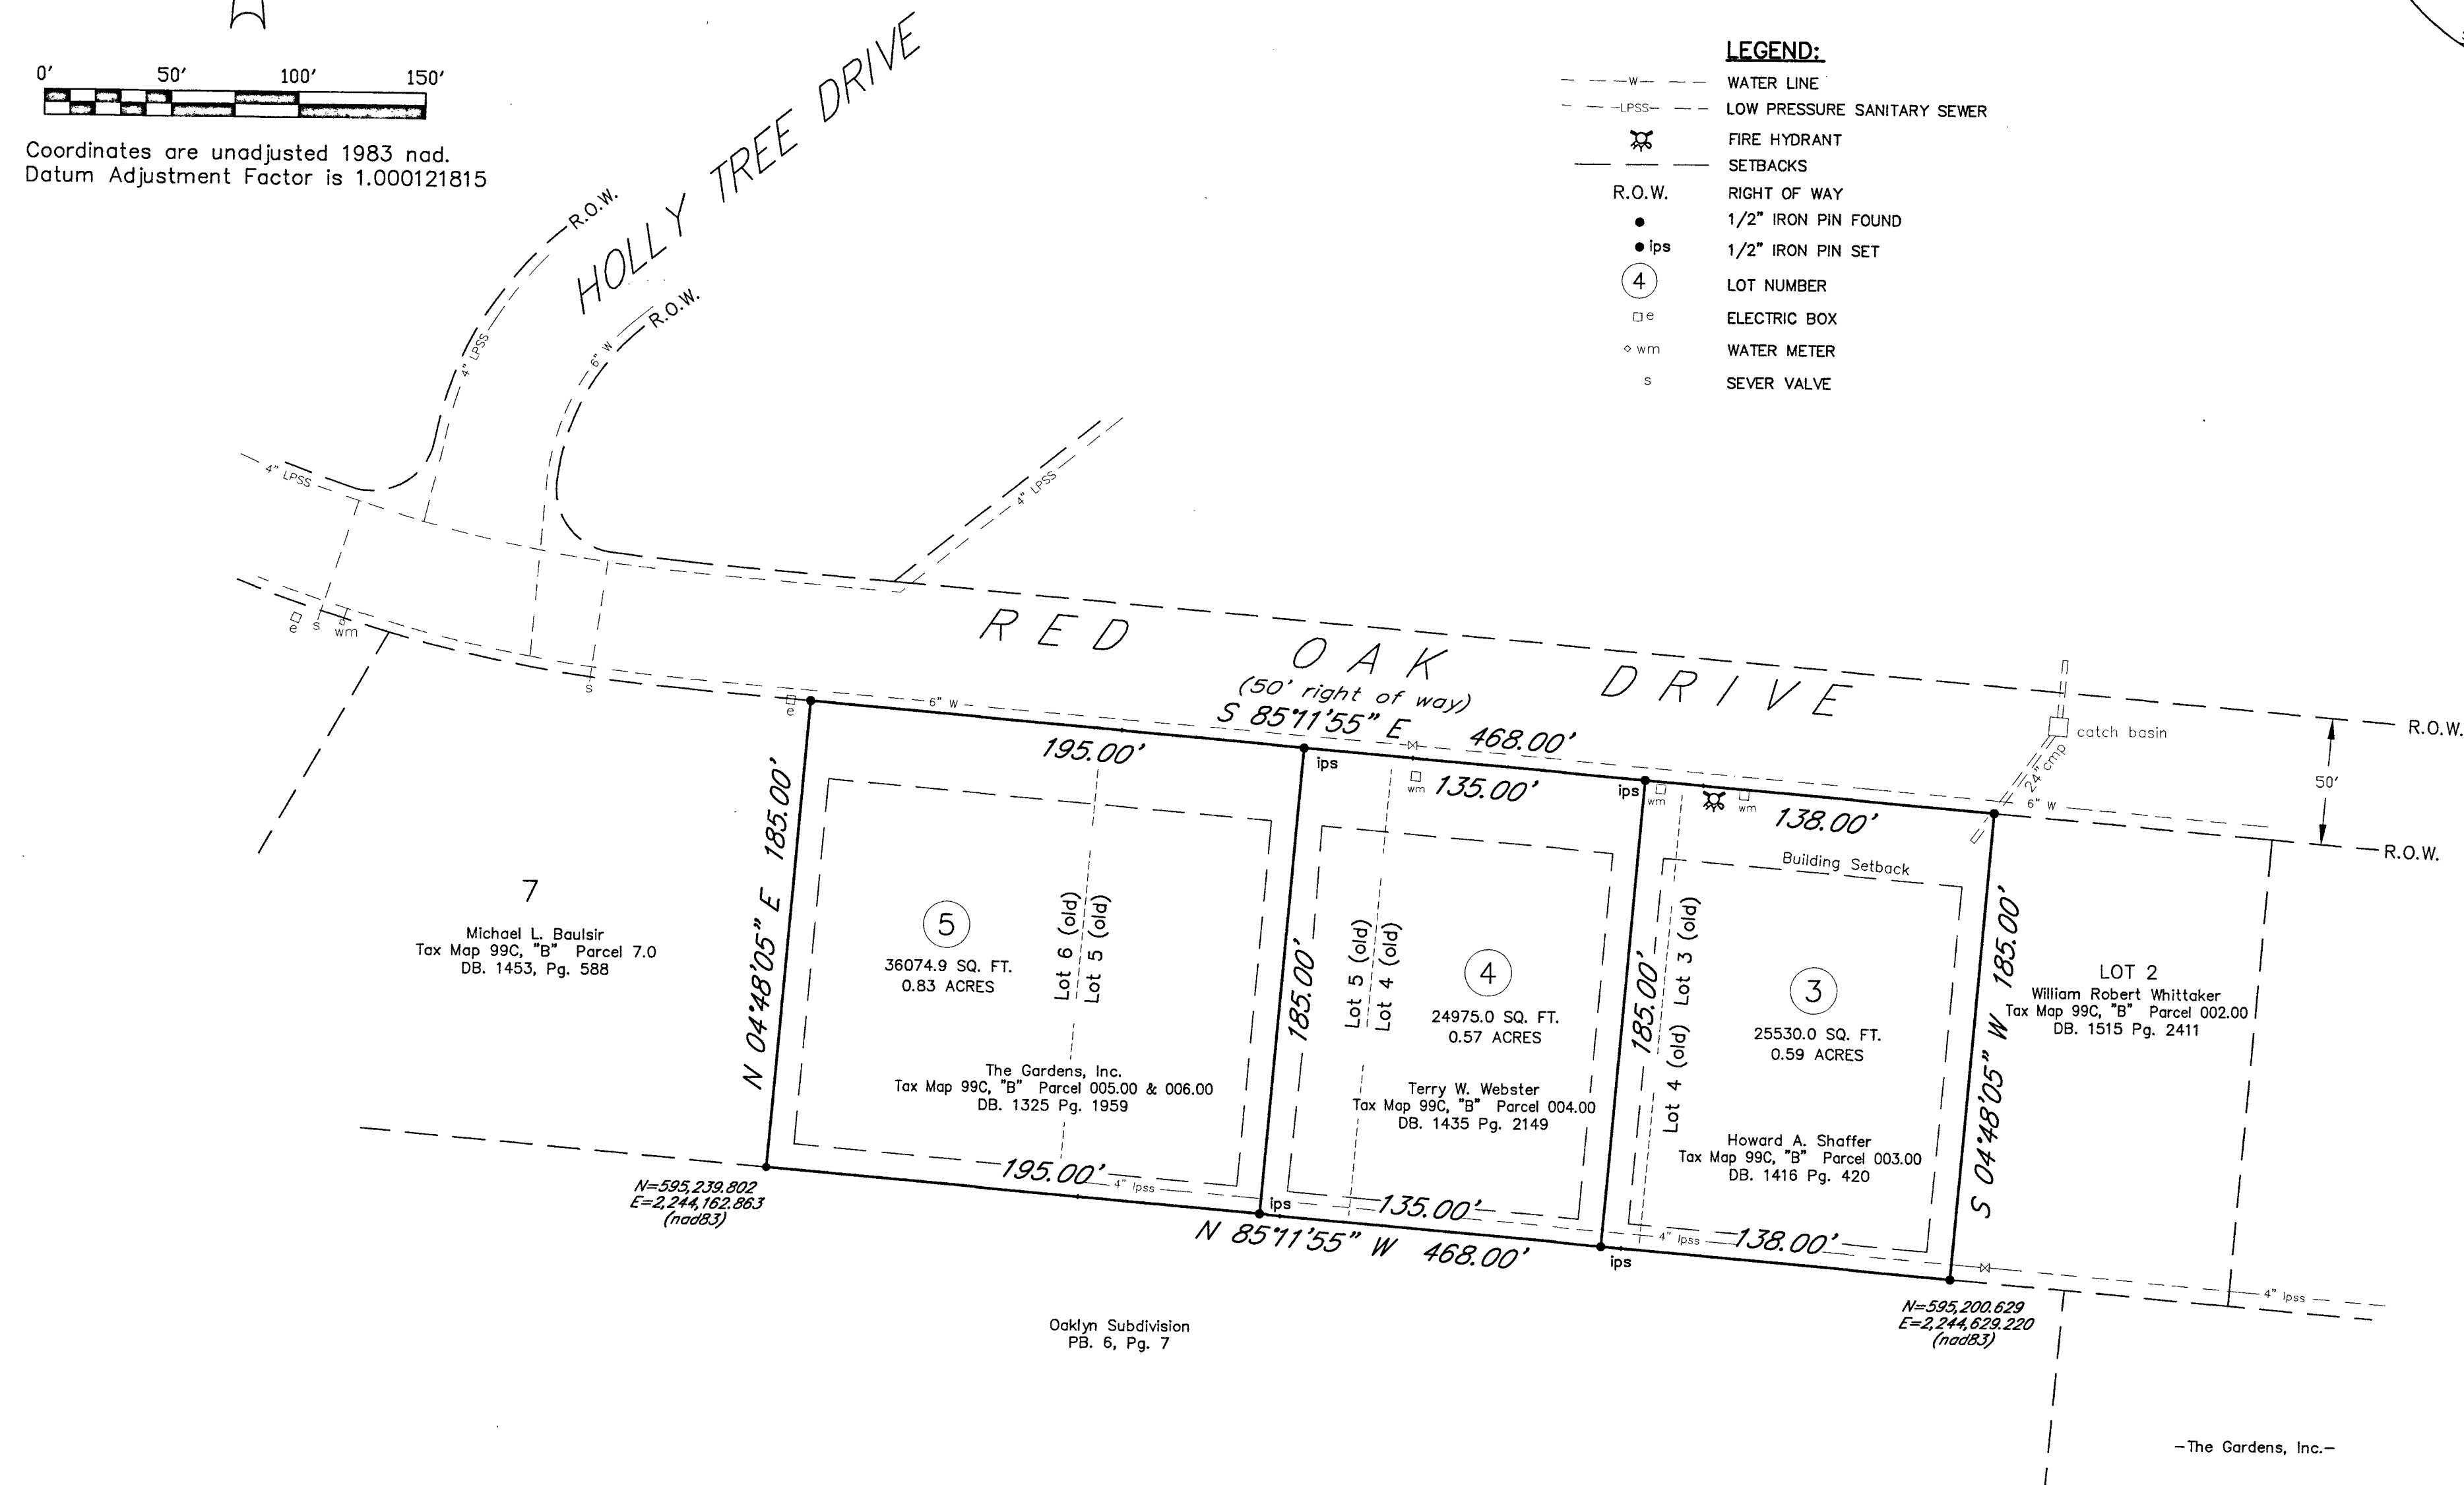 0' 50' 100' 150'
Coordinates are unadjusted 1983 nad.
Datum Adjustment Factor is 1.000121815
HOLLY TREE DRIVE
R.O.W.
R.O.W.
4" LPSS
6" W
4" LPSS
4" LPSS
LEGEND:
W WATER LINE
LPSS LOW PRESSURE SANITARY SEWER
FIRE HYDRANT
SETBACKS
R.O.W. RIGHT OF WAY
1/2" IRON PIN FOUND
ips 1/2" IRON PIN SET
4 LOT NUMBER
e ELECTRIC BOX
wm WATER METER
s SEVER VALVE
e s wm
s
e
RED OAK DRIVE
(50' right of way)
6" W
S 85°11'55" E 468.00'
195.00'
ips
wm
135.00'
ips
wm
wm
138.00'
catch basin
24" cmp
6" W
R.O.W.
50'
R.O.W.
Building Setback
7
Michael L. Baulsir
Tax Map 99C, "B" Parcel 7.0
DB. 1453, Pg. 588
N 04°48'05" E 185.00'
5
36074.9 SQ. FT.
0.83 ACRES
Lot 6 (old)
Lot 5 (old)
The Gardens, Inc.
Tax Map 99C, "B" Parcel 005.00 & 006.00
DB. 1325 Pg. 1959
185.00'
Lot 5 (old)
Lot 4 (old)
4
24975.0 SQ. FT.
0.57 ACRES
Terry W. Webster
Tax Map 99C, "B" Parcel 004.00
DB. 1435 Pg. 2149
185.00'
Lot 4 (old) Lot 3 (old)
3
25530.0 SQ. FT.
0.59 ACRES
Howard A. Shaffer
Tax Map 99C, "B" Parcel 003.00
DB. 1416 Pg. 420
S 04°48'05" W 185.00'
LOT 2
William Robert Whittaker
Tax Map 99C, "B" Parcel 002.00
DB. 1515 Pg. 2411
N=595,239.802
E=2,244,162.863
(nad83)
195.00'
4" lpss
ips
135.00'
N 85°11'55" W 468.00'
ips
4" lpss
138.00'
4" lpss
N=595,200.629
E=2,244,629.220
(nad83)
Oaklyn Subdivision
PB. 6, Pg. 7
-The Gardens, Inc.-